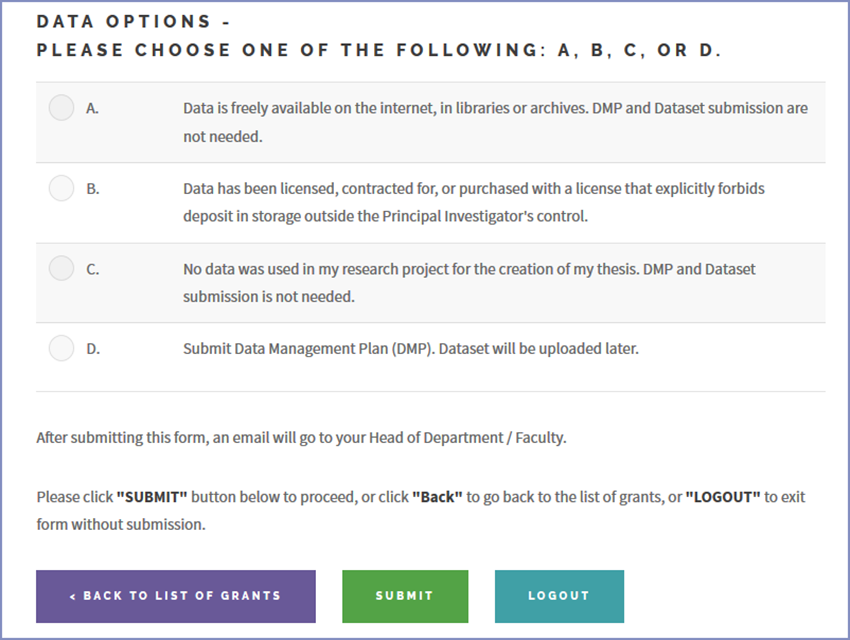 DATA OPTIONS -
PLEASE CHOOSE ONE OF THE FOLLOWING: A, B, C, OR D.
A. Data is freely available on the internet, in libraries or archives. DMP and Dataset submission are
not needed.
B. Data has been licensed, contracted for, or purchased with a license that explicitly forbids
deposit in storage outside the Principal Investigator's control.
C. No data was used in my research project for the creation of my thesis. DMP and Dataset
submission is not needed.
D. Submit Data Management Plan (DMP). Dataset will be uploaded later.
After submitting this form, an email will go to your Head of Department / Faculty.
Please click "SUBMIT" button below to proceed, or click "Back" to go back to the list of grants, or "LOGOUT" to exit
form without submission.
< BACK TO LIST OF GRANTS SUBMIT LOGOUT